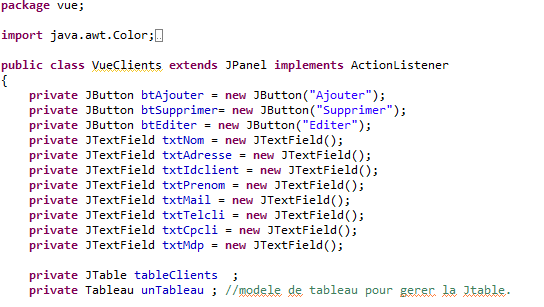 package vue;
import java.awt.Color;
public class VueClients extends JPanel implements ActionListener
{
private JButton btAjouter = new JButton("Ajouter");
private JButton btSupprimer= new JButton("Supprimer");
private JButton btEditer = new JButton("Editer");
private JTextField txtNom = new JTextField();
private JTextField txtAdresse = new JTextField();
private JTextField txtIdclient = new JTextField();
private JTextField txtPrenom = new JTextField();
private JTextField txtMail = new JTextField();
private JTextField txtTelcli = new JTextField();
private JTextField txtCpcli = new JTextField();
private JTextField txtMdp = new JTextField();
private JTable tableClients  ;
private Tableau unTableau ; //modele de tableau pour gerer la Jtable.